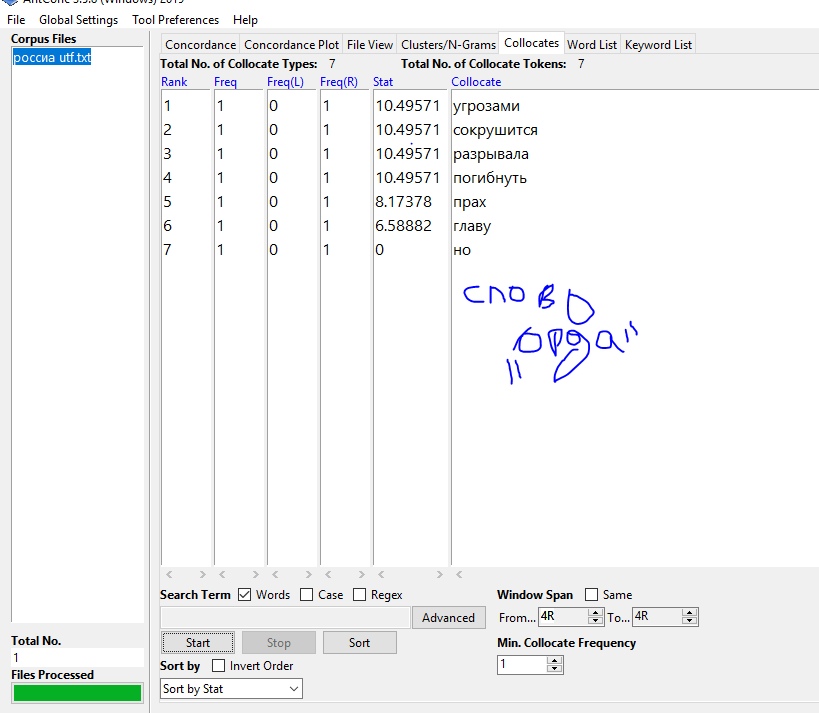 AntConc 3.5.8 (Windows) 2019
File Global Settings Tool Preferences Help
Corpus Files
россиа utf.txt
Concordance Concordance Plot File View Clusters/N-Grams Collocates Word List Keyword List
Total No. of Collocate Types: 7 Total No. of Collocate Tokens: 7
Rank Freq Freq(L) Freq(R) Stat Collocate
1 1 0 1 10.49571 угрозами
2 1 0 1 10.49571 сокрушится
3 1 0 1 10.49571 разрывала
4 1 0 1 10.49571 погибнуть
5 1 0 1 8.17378 прах
6 1 0 1 6.58882 главу
7 1 0 1 0 но
слово
"орда"
Search Term Words Case Regex
Window Span Same
Advanced
From... 4R To... 4R
Start Stop Sort
Min. Collocate Frequency
1
Sort by Invert Order
Sort by Stat
Total No.
1
Files Processed